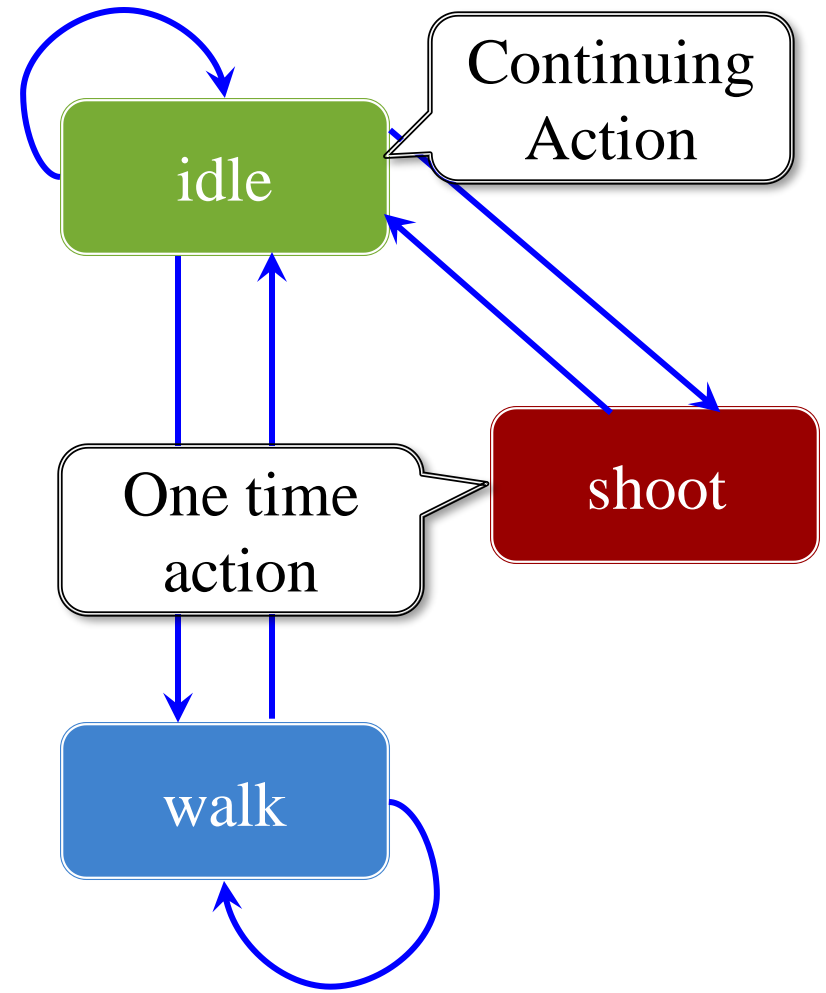 Continuing
Action
idle
One time
action
shoot
walk